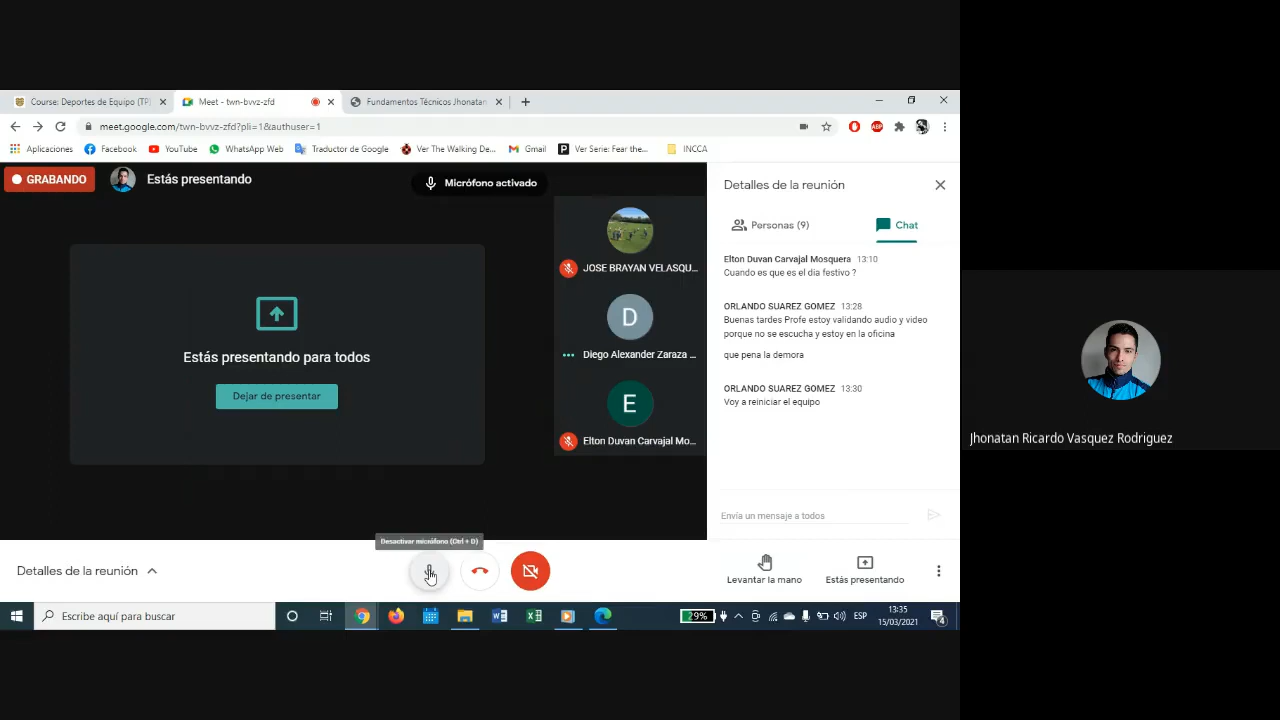 Course: Deportes de Equipo (TP)
Meet - twn-bvvz-zfd
Fundamentos Técnicos Jhonatan
meet.google.com/twn-bvvz-zfd?pli=1&authuser=1
Aplicaciones
Facebook
YouTube
WhatsApp Web
Traductor de Google
Ver The Walking De...
Gmail
Ver Serie: Fear the...
INCCA
GRABANDO
Estás presentando
Micrófono activado
Estás presentando para todos
Dejar de presentar
JOSE BRAYAN VELASQU...
D
Diego Alexander Zaraza ...
E
Elton Duvan Carvajal Mo...
Detalles de la reunión
Personas (9)
Chat
Elton Duvan Carvajal Mosquera 13:10
Cuando es que es el dia festivo ?
ORLANDO SUAREZ GOMEZ 13:28
Buenas tardes Profe estoy validando audio y video
porque no se escucha y estoy en la oficina
que pena la demora
ORLANDO SUAREZ GOMEZ 13:30
Voy a reiniciar el equipo
Envía un mensaje a todos
Desactivar micrófono (Ctrl + D)
Detalles de la reunión
Levantar la mano
Estás presentando
Escribe aquí para buscar
29%
ESP
13:35
15/03/2021
4
Jhonatan Ricardo Vasquez Rodriguez